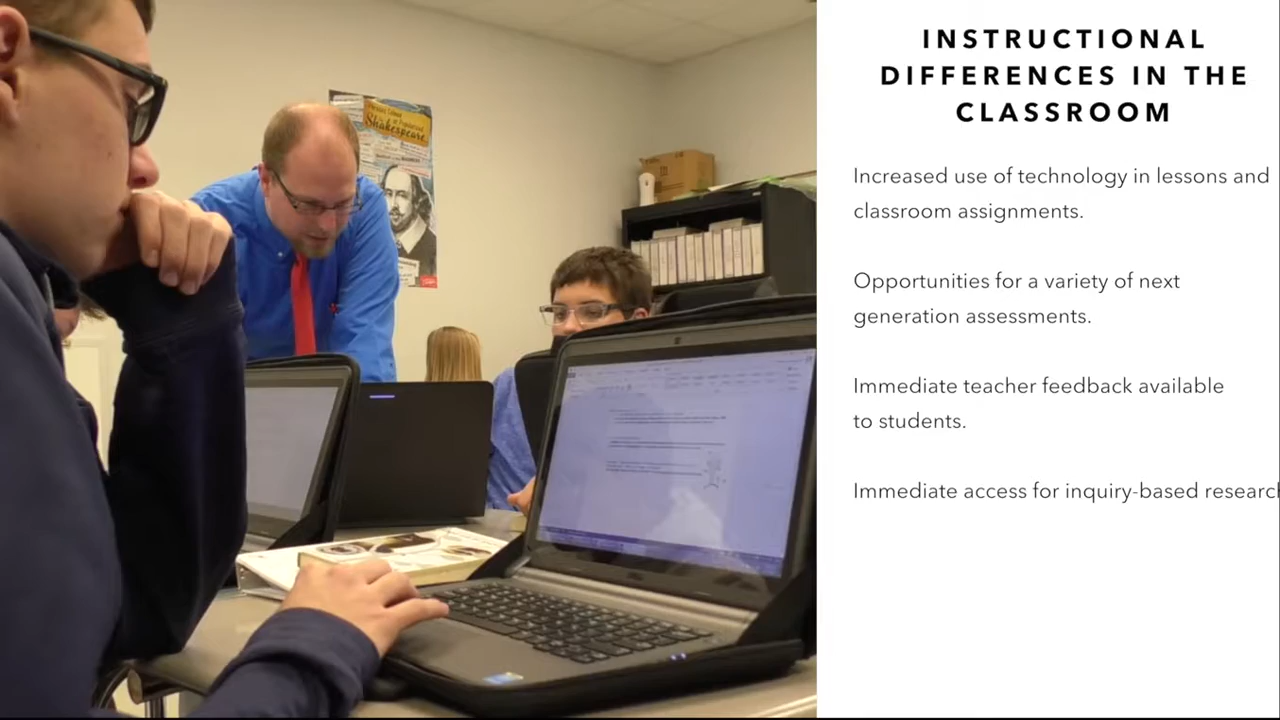 INSTRUCTIONAL
DIFFERENCES IN THE
CLASSROOM
Increased use of technology in lessons and
classroom assignments.
Opportunities for a variety of next
generation assessments.
Immediate teacher feedback available
to students.
Immediate access for inquiry-based research
Shakespeare